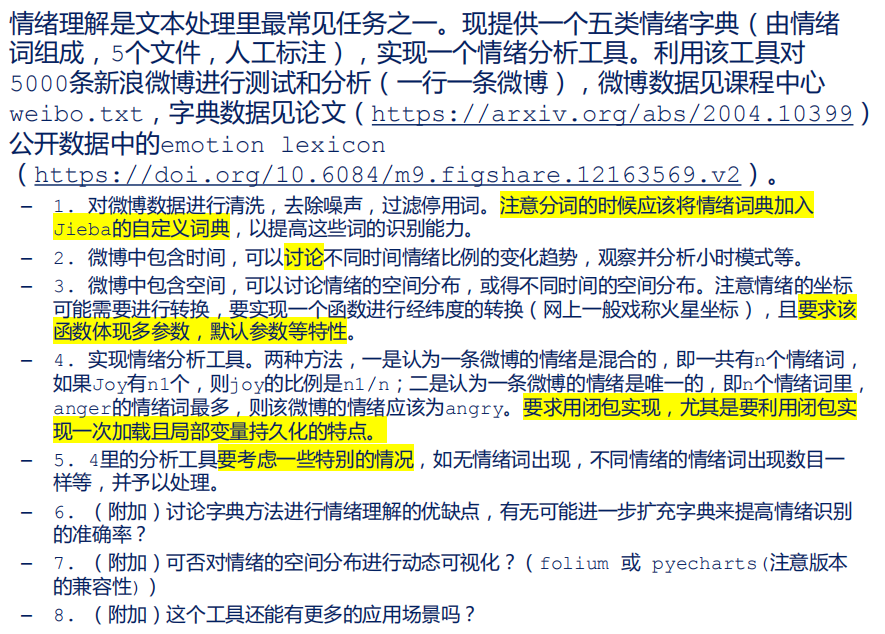 情绪理解是文本处理里最常见任务之一。现提供一个五类情绪字典（由情绪
词组成，5个文件，人工标注），实现一个情绪分析工具。利用该工具对
5000条新浪微博进行测试和分析（一行一条微博），微博数据见课程中心
weibo.txt，字典数据见论文（https://arxiv.org/abs/2004.10399）
公开数据中的emotion lexicon
（https://doi.org/10.6084/m9.figshare.12163569.v2）。
– 1. 对微博数据进行清洗，去除噪声，过滤停用词。注意分词的时候应该将情绪词典加入
Jieba的自定义词典，以提高这些词的识别能力。
– 2. 微博中包含时间，可以讨论不同时间情绪比例的变化趋势，观察并分析小时模式等。
– 3. 微博中包含空间，可以讨论情绪的空间分布，或得不同时间的空间分布。注意情绪的坐标
可能需要进行转换，要实现一个函数进行经纬度的转换（网上一般戏称火星坐标），且要求该
函数体现多参数，默认参数等特性。
– 4. 实现情绪分析工具。两种方法，一是认为一条微博的情绪是混合的，即一共有n个情绪词，
如果Joy有n1个，则joy的比例是n1/n；二是认为一条微博的情绪是唯一的，即n个情绪词里，
anger的情绪词最多，则该微博的情绪应该为angry。要求用闭包实现，尤其是要利用闭包实
现一次加载且局部变量持久化的特点。
– 5. 4里的分析工具要考虑一些特别的情况，如无情绪词出现，不同情绪的情绪词出现数目一
样等，并予以处理。
– 6. （附加）讨论字典方法进行情绪理解的优缺点，有无可能进一步扩充字典来提高情绪识别
的准确率？
– 7. （附加）可否对情绪的空间分布进行动态可视化？（folium 或 pyecharts(注意版本
的兼容性)）
– 8. （附加）这个工具还能有更多的应用场景吗？